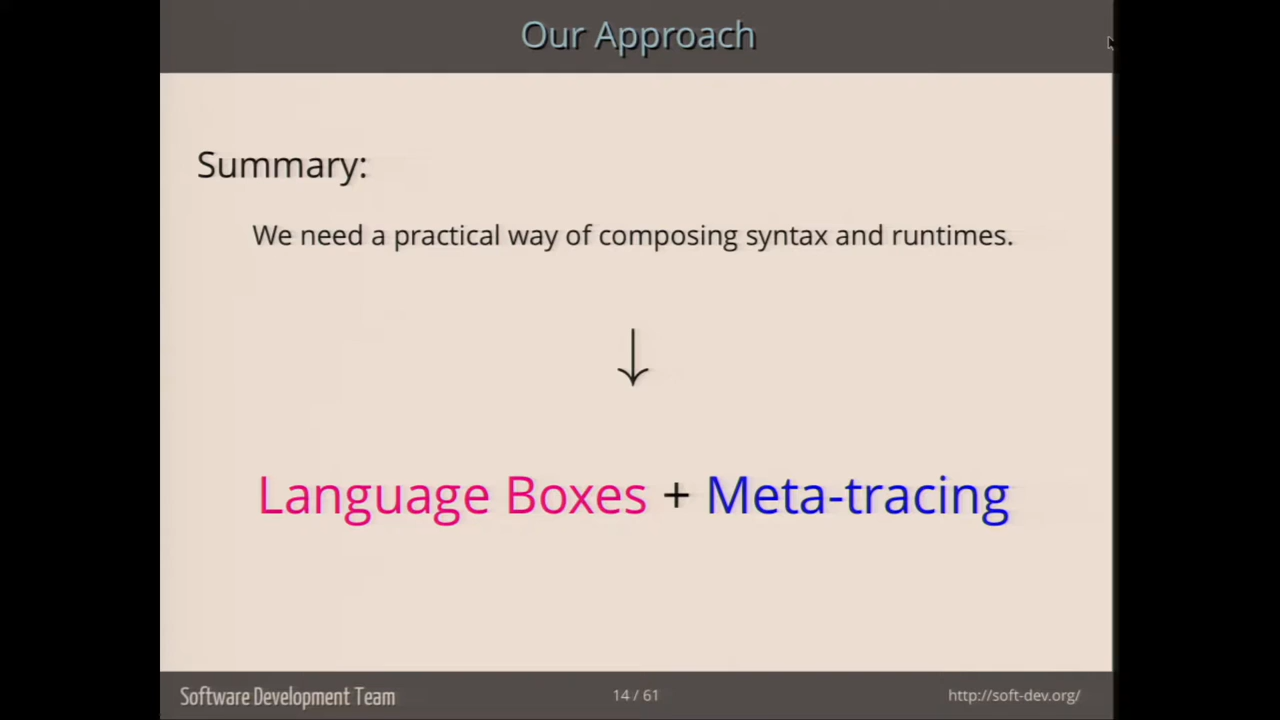 Our Approach
Summary:
We need a practical way of composing syntax and runtimes.
↓
Language Boxes + Meta-tracing
Software Development Team
14 / 61
http://soft-dev.org/